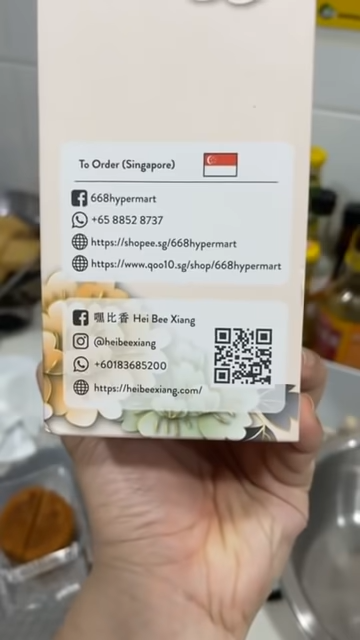 To Order (Singapore)
668hypermart
+65 8852 8737
https://shopee.sg/668hypermart
https://www.qoo10.sg/shop/668hypermart
嘿比香 Hei Bee Xiang
@heibeexiang
+60183685200
https://heibeexiang.com/